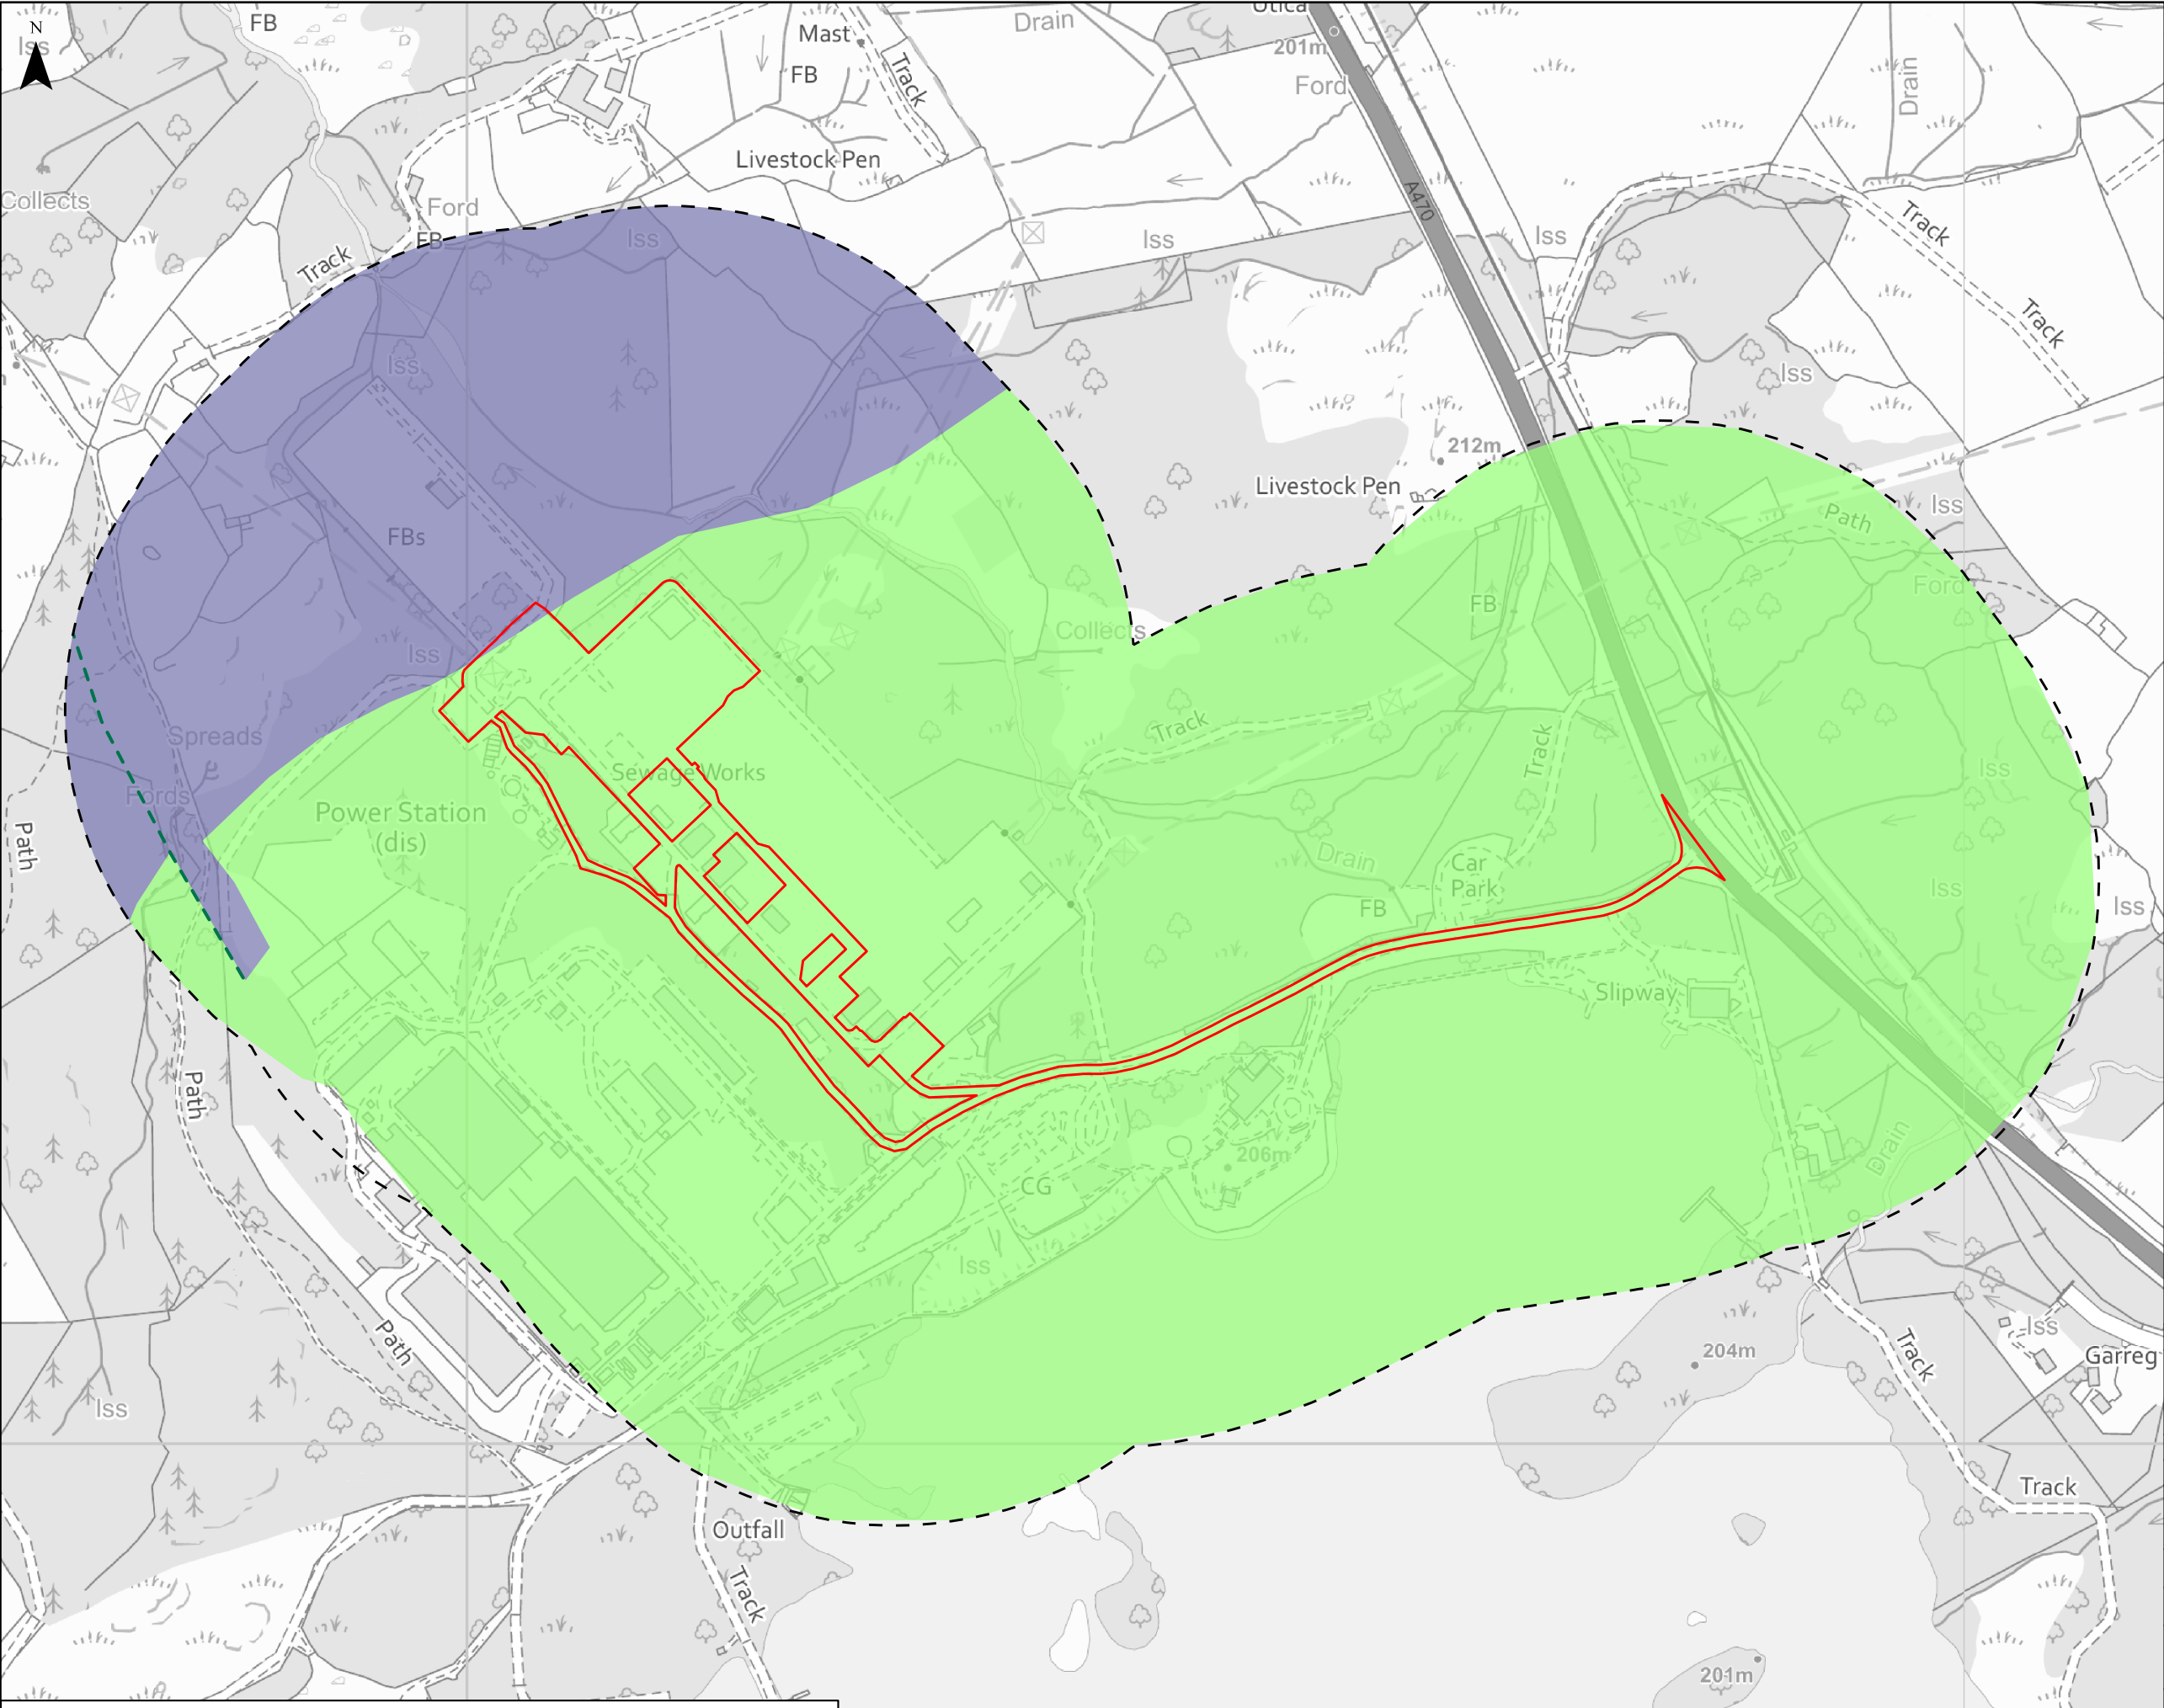 FB
N
Iss
Mast
FB
Track
Drain
Utica
201m
Ford
Drain
Livestock Pen
Collects
Ford
FB
Track
Iss
Iss
A470
Iss
Track
Track
Iss
Iss
212m
Livestock Pen
Iss
Path
FBs
Ford
FB
Iss
Collects
Spreads
Track
Track
Iss
Sewage Works
Fords
Power Station
(dis)
Path
Drain
Car
Park
FB
Iss
Iss
Slipway
Path
206m
Drain
CG
Iss
Path
204m
Track
Iss
Garreg
Iss
Track
Outfall
Track
201m